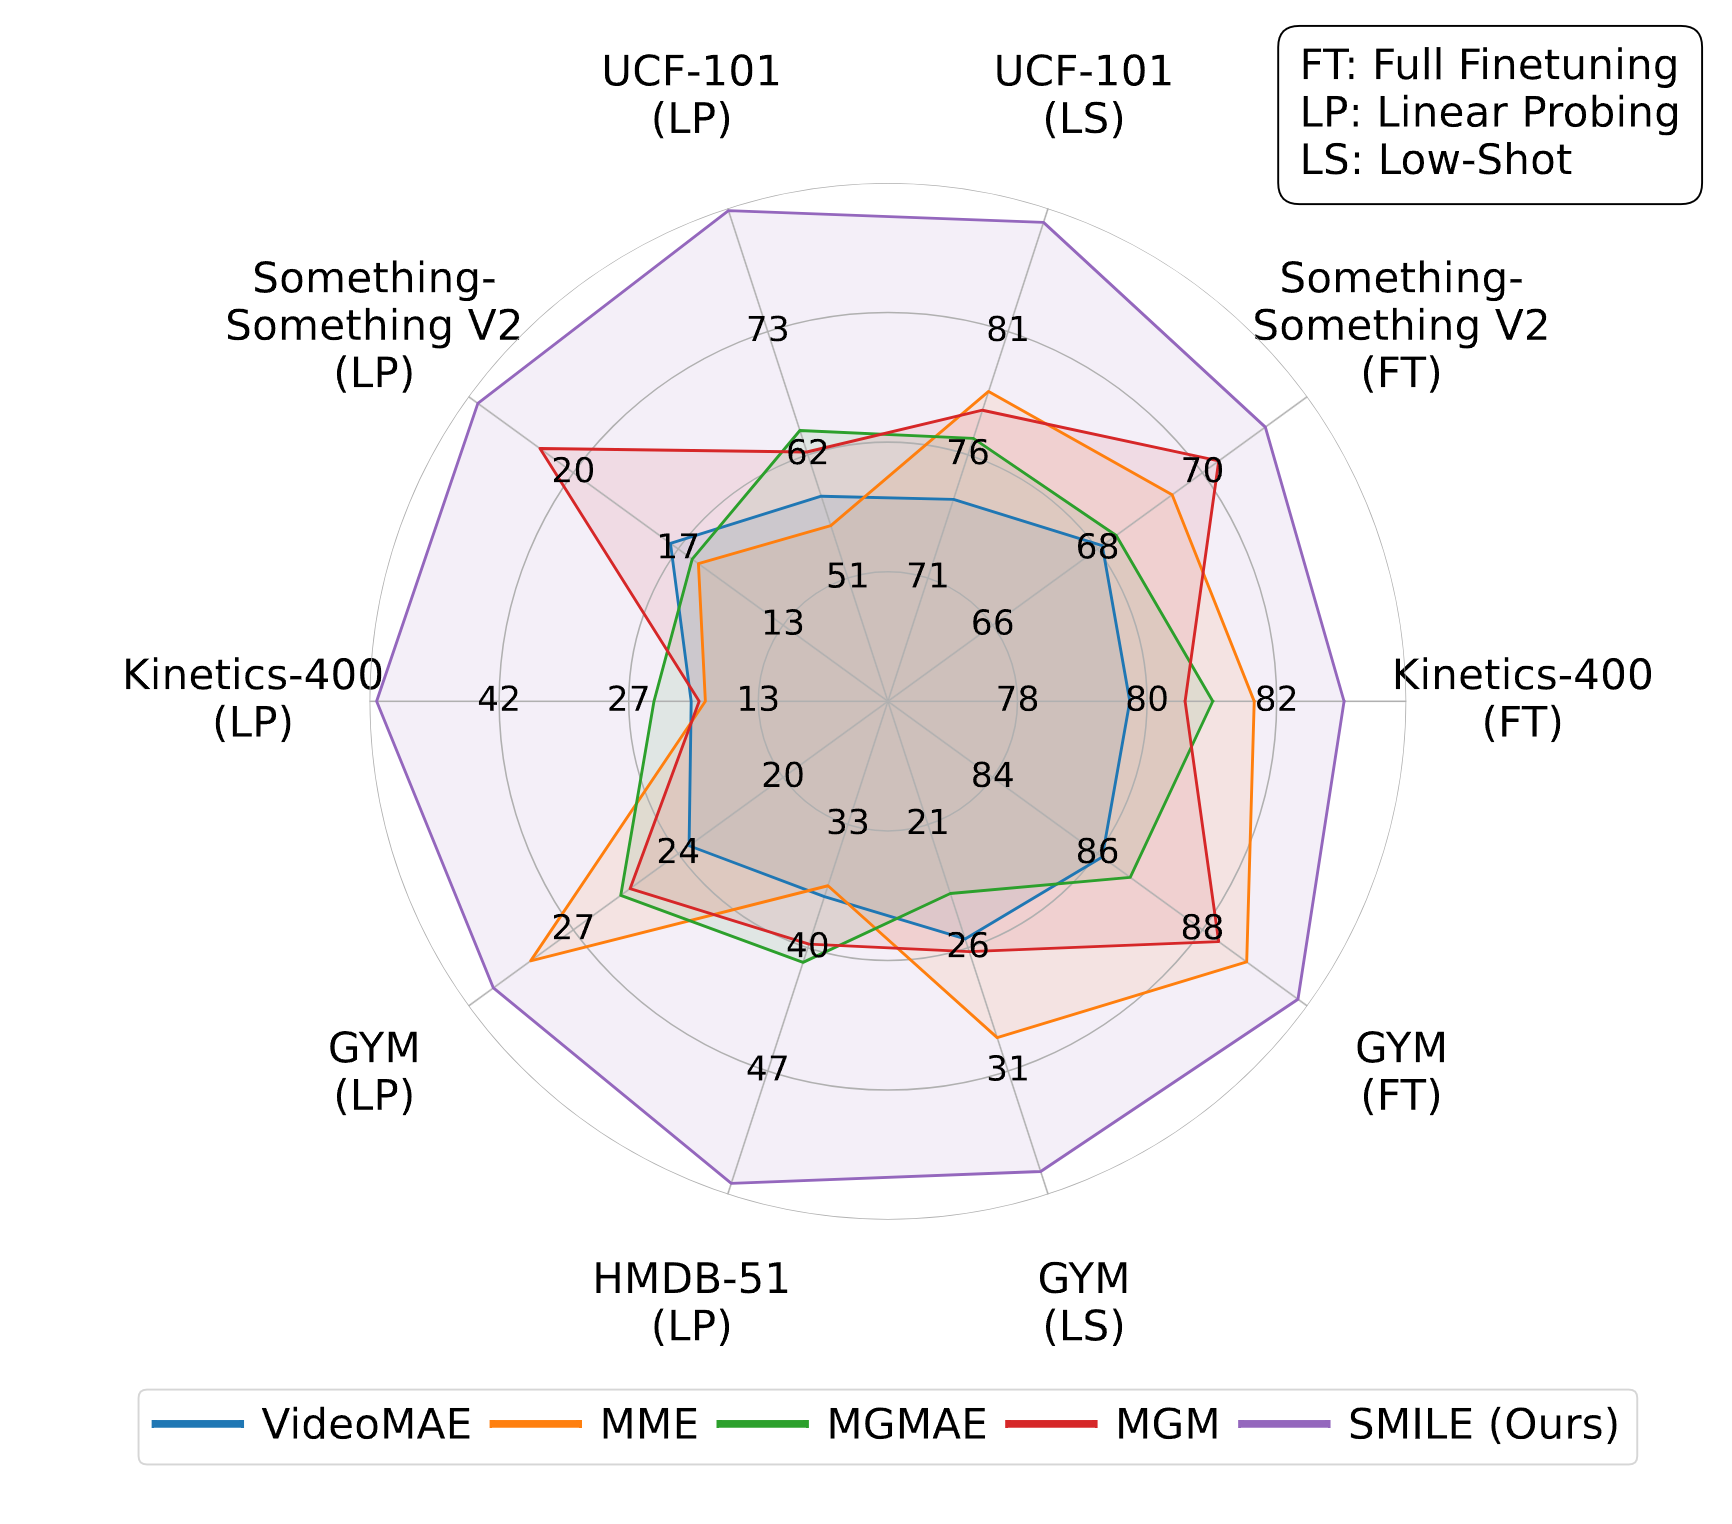 UCF-101
(LP)
UCF-101
(LS)
FT: Full Finetuning
LP: Linear Probing
LS: Low-Shot
Something-
Something V2
(LP)
Something-
Something V2
(FT)
73
81
62
76
20
70
17
68
51
71
13
66
Kinetics-400
(LP)
42
27
13
78
80
82
Kinetics-400
(FT)
20
84
33
21
24
86
27
88
40
26
47
31
GYM
(LP)
GYM
(FT)
HMDB-51
(LP)
GYM
(LS)
VideoMAE MME MGMAE MGM SMILE (Ours)